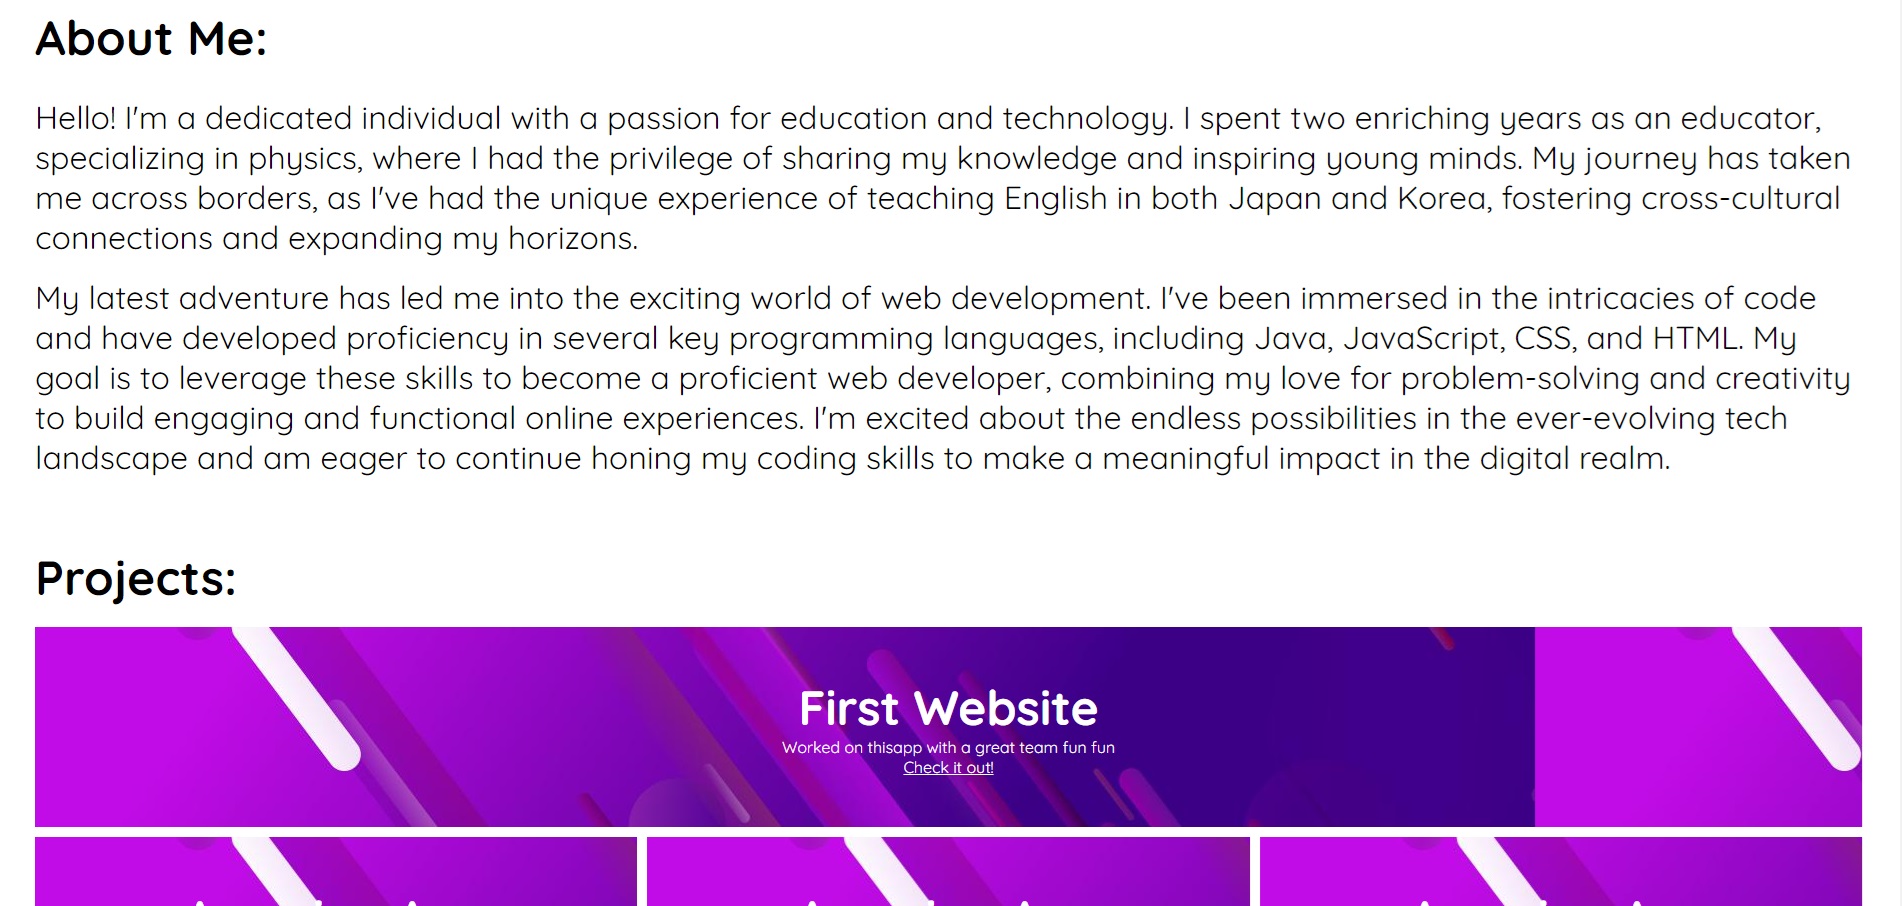 About Me:
Hello! I'm a dedicated individual with a passion for education and technology. I spent two enriching years as an educator,
specializing in physics, where I had the privilege of sharing my knowledge and inspiring young minds. My journey has taken
me across borders, as I've had the unique experience of teaching English in both Japan and Korea, fostering cross-cultural
connections and expanding my horizons.
My latest adventure has led me into the exciting world of web development. I've been immersed in the intricacies of code
and have developed proficiency in several key programming languages, including Java, JavaScript, CSS, and HTML. My
goal is to leverage these skills to become a proficient web developer, combining my love for problem-solving and creativity
to build engaging and functional online experiences. I'm excited about the endless possibilities in the ever-evolving tech
landscape and am eager to continue honing my coding skills to make a meaningful impact in the digital realm.
Projects:
First Website
Worked on thisapp with a great team fun fun
Check it out!